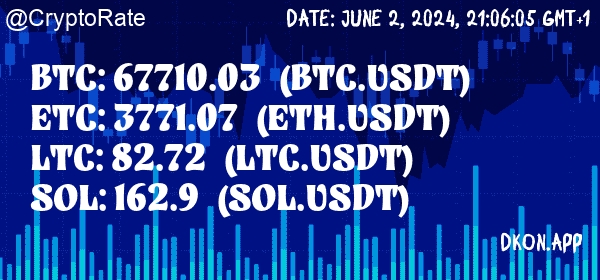 @CryptoRate
DATE: JUNE 2, 2024, 21:06:05 GMT+1
BTC: 67710.03 (BTC.USDT)
ETC: 3771.07 (ETH.USDT)
LTC: 82.72 (LTC.USDT)
SOL: 162.9 (SOL.USDT)
DKON.APP